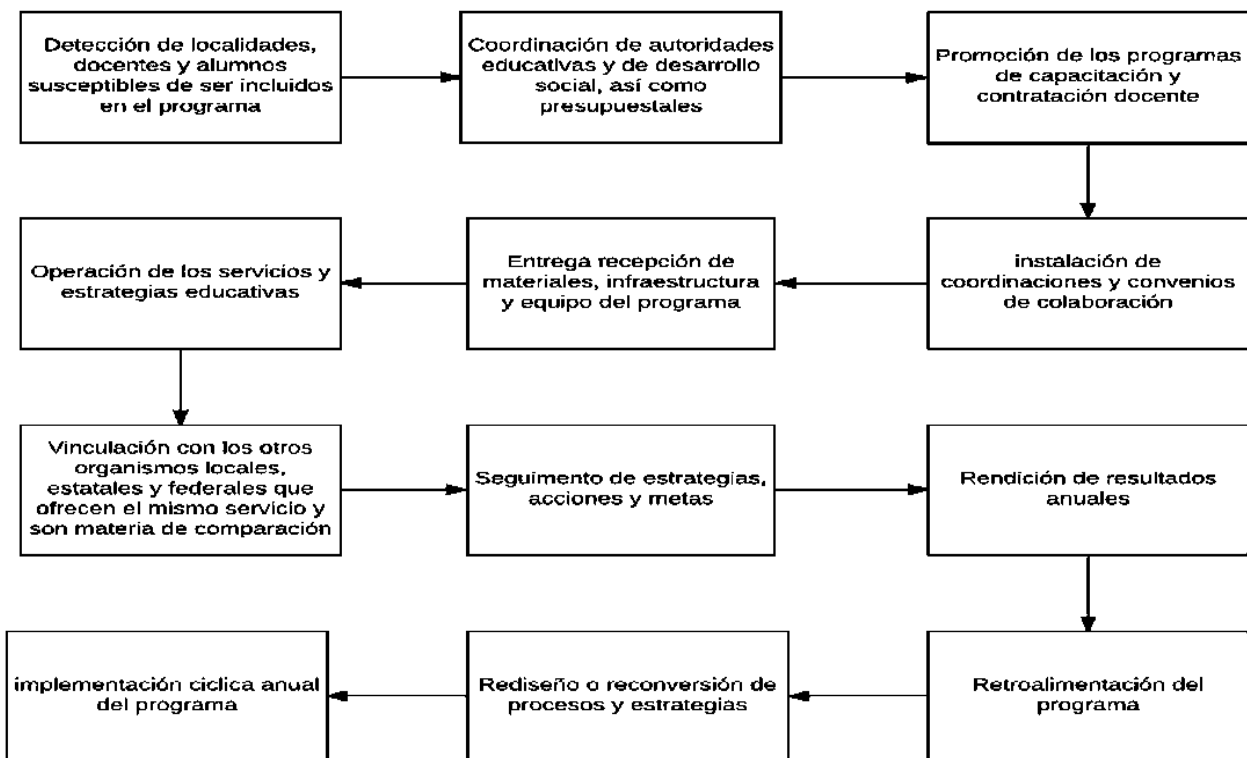 Detección de localidades,
docentes y alumnos
susceptibles de ser incluidos
en el programa
Coordinación de autoridades
educativas y de desarrollo
social, así como
presupuestales
Promoción de los programas
de capacitación y
contratación docente
instalación de
coordinaciones y convenios
de colaboración
Entrega recepción de
materiales, infraestructura
y equipo del programa
Operación de los servicios y
estrategias educativas
Vinculación con los otros
organismos locales,
estatales y federales que
ofrecen el mismo servicio y
son materia de comparación
Seguimento de estrategias,
acciones y metas
Rendición de resultados
anuales
Retroalimentación del
programa
Rediseño o reconversión de
procesos y estrategias
implementación ciclica anual
del programa